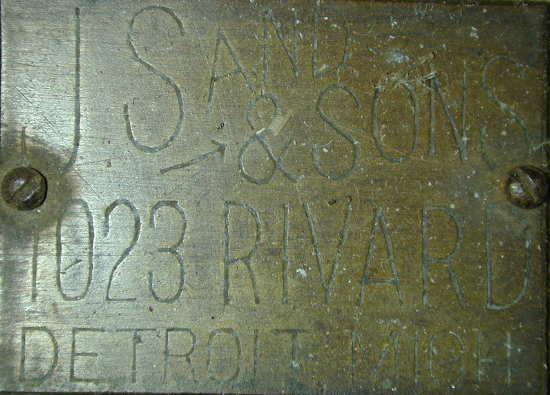 J S AND
& SONS
1023 RIVARD
DETROIT MICH.